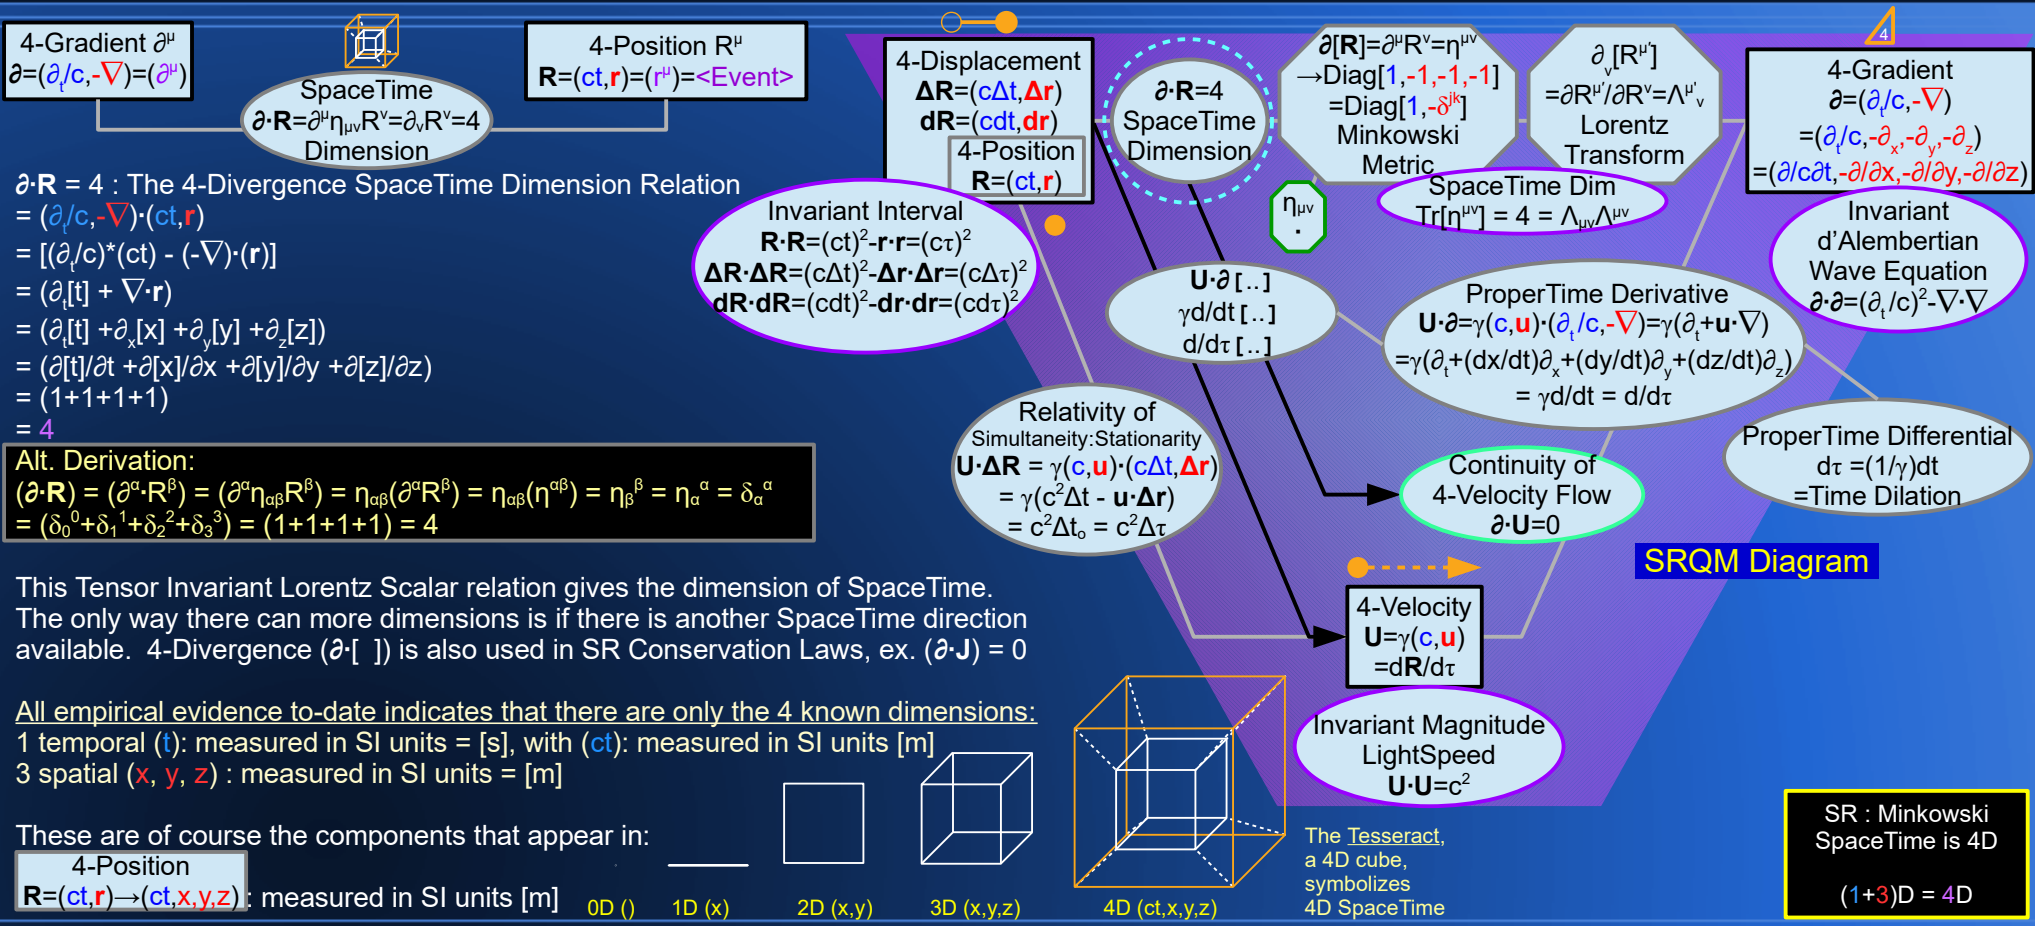 4-Gradient ∂^μ
∂=(∂_t/c,-∇)=(∂^μ)
SpaceTime
∂·R=∂^μη_μνR^ν=∂_νR^ν=4
Dimension
4-Position R^μ
R=(ct,r)=(r^μ)=<Event>
∂·R = 4 : The 4-Divergence SpaceTime Dimension Relation
= (∂_t/c,-∇)·(ct,r)
= [(∂_t/c)*(ct) - (-∇)·(r)]
= (∂_t[t] + ∇·r)
= (∂_t[t] +∂_x[x] +∂_y[y] +∂_z[z])
= (∂[t]/∂t +∂[x]/∂x +∂[y]/∂y +∂[z]/∂z)
= (1+1+1+1)
= 4
Alt. Derivation:
(∂·R) = (∂^α·R^β) = (∂^αη_αβR^β) = η_αβ(∂^αR^β) = η_αβ(η^αβ) = η_β^β = η_α^α = δ_α^α
= (δ_0^0+δ_1^1+δ_2^2+δ_3^3) = (1+1+1+1) = 4
This Tensor Invariant Lorentz Scalar relation gives the dimension of SpaceTime.
The only way there can more dimensions is if there is another SpaceTime direction
available. 4-Divergence (∂·[ ]) is also used in SR Conservation Laws, ex. (∂·J) = 0
All empirical evidence to-date indicates that there are only the 4 known dimensions:
1 temporal (t): measured in SI units = [s], with (ct): measured in SI units [m]
3 spatial (x, y, z) : measured in SI units = [m]
These are of course the components that appear in:
4-Position
R=(ct,r)→(ct,x,y,z) : measured in SI units [m]
0D ()
1D (x)
2D (x,y)
3D (x,y,z)
4D (ct,x,y,z)
The Tesseract,
a 4D cube,
symbolizes
4D SpaceTime
4-Displacement
ΔR=(cΔt,Δr)
dR=(cdt,dr)
4-Position
R=(ct,r)
∂·R=4
SpaceTime
Dimension
∂[R]=∂^μR^ν=η^μν
→Diag[1,-1,-1,-1]
=Diag[1,-δ^jk]
Minkowski
Metric
∂_ν[R^μ']
=∂R^μ'/∂R^ν=Λ^μ'_ν
Lorentz
Transform
4
4-Gradient
∂=(∂_t/c,-∇)
=(∂_t/c,-∂_x,-∂_y,-∂_z)
=(∂/c∂t,-∂/∂x,-∂/∂y,-∂/∂z)
Invariant Interval
R·R=(ct)²-r·r=(cτ)²
ΔR·ΔR=(cΔt)²-Δr·Δr=(cΔτ)²
dR·dR=(cdt)²-dr·dr=(cdτ)²
η_μν
·
SpaceTime Dim
Tr[η^μν] = 4 = Λ_μνΛ^μν
Invariant
d'Alembertian
Wave Equation
∂·∂=(∂_t/c)²-∇·∇
U·∂ [..]
γd/dt [..]
d/dτ [..]
ProperTime Derivative
U·∂=γ(c,u)·(∂_t/c,-∇)=γ(∂_t+u·∇)
=γ(∂_t+(dx/dt)∂_x+(dy/dt)∂_y+(dz/dt)∂_z)
= γd/dt = d/dτ
Relativity of
Simultaneity:Stationarity
U·ΔR = γ(c,u)·(cΔt,Δr)
= γ(c²Δt - u·Δr)
= c²Δt_o = c²Δτ
Continuity of
4-Velocity Flow
∂·U=0
ProperTime Differential
dτ =(1/γ)dt
=Time Dilation
SRQM Diagram
4-Velocity
U=γ(c,u)
=dR/dτ
Invariant Magnitude
LightSpeed
U·U=c²
SR : Minkowski
SpaceTime is 4D
(1+3)D = 4D